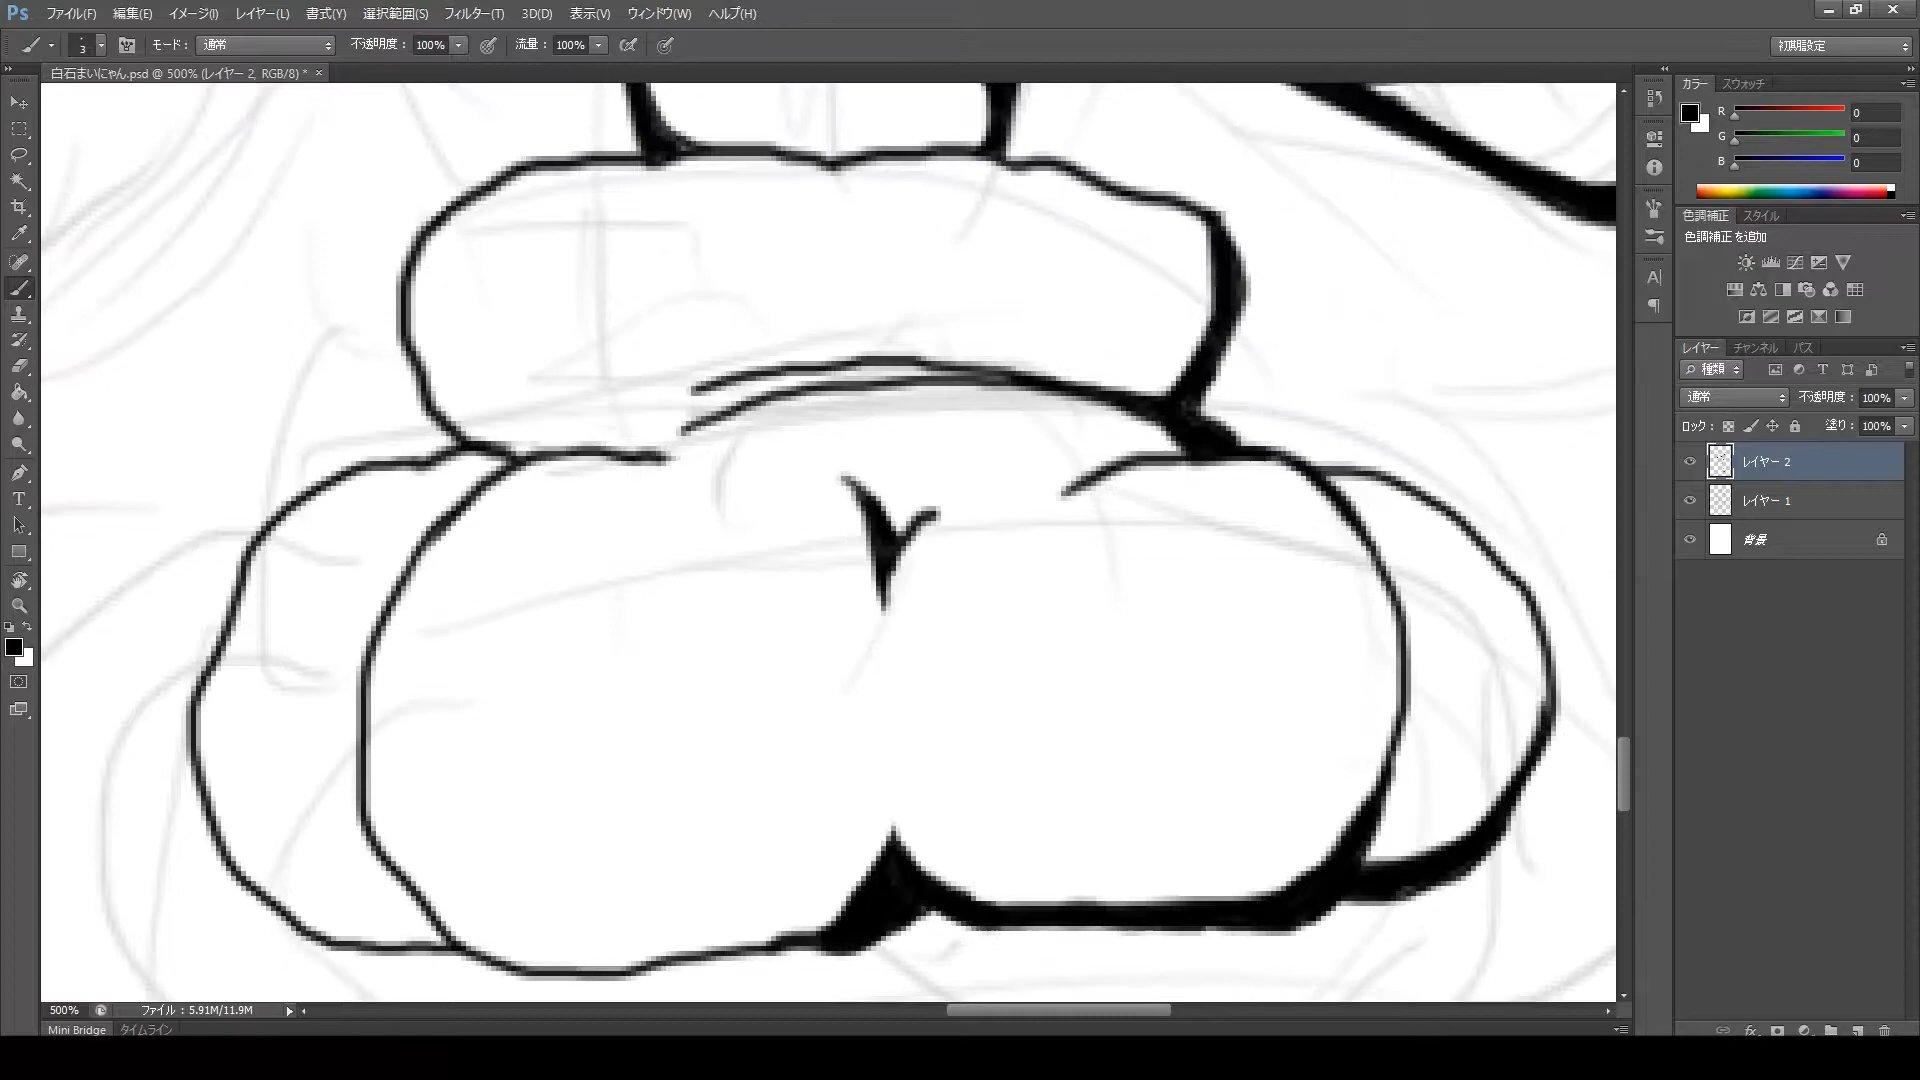 Ps ファイル(F) 編集(E) イメージ(I) レイヤー(L) 書式(Y) 選択範囲(S) フィルター(T) 3D(D) 表示(V) ウィンドウ(W) ヘルプ(H)
3 モード： 通常 不透明度： 100% 流量： 100% 初期設定
白石まいにゃん.psd @ 500% (レイヤー 2, RGB/8) * ×
カラー スウォッチ
R 0
G 0
B 0
色調補正 スタイル
色調補正を追加
レイヤー チャンネル パス
種類
通常 不透明度： 100%
ロック： 塗り： 100%
レイヤー 2
レイヤー 1
背景
500% ファイル : 5.91M/11.9M
Mini Bridge タイムライン